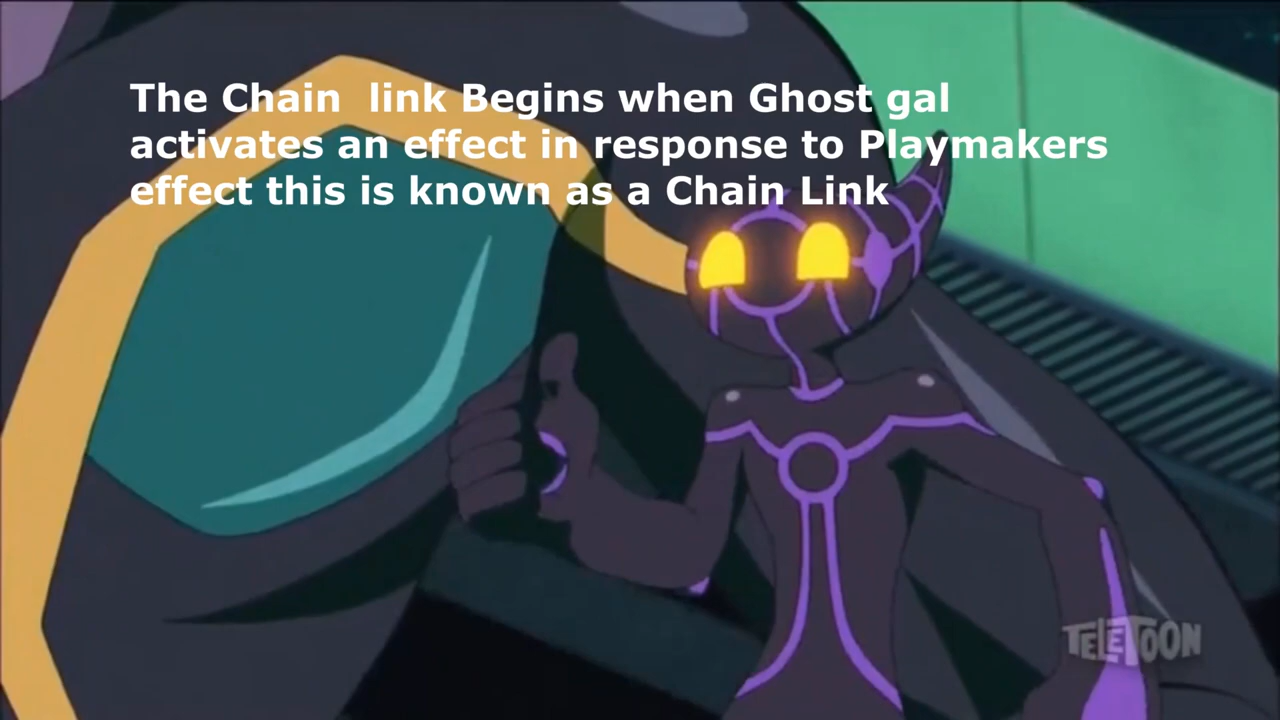 The Chain  link Begins when Ghost gal
activates an effect in response to Playmakers
effect this is known as a Chain Link
TELETOON